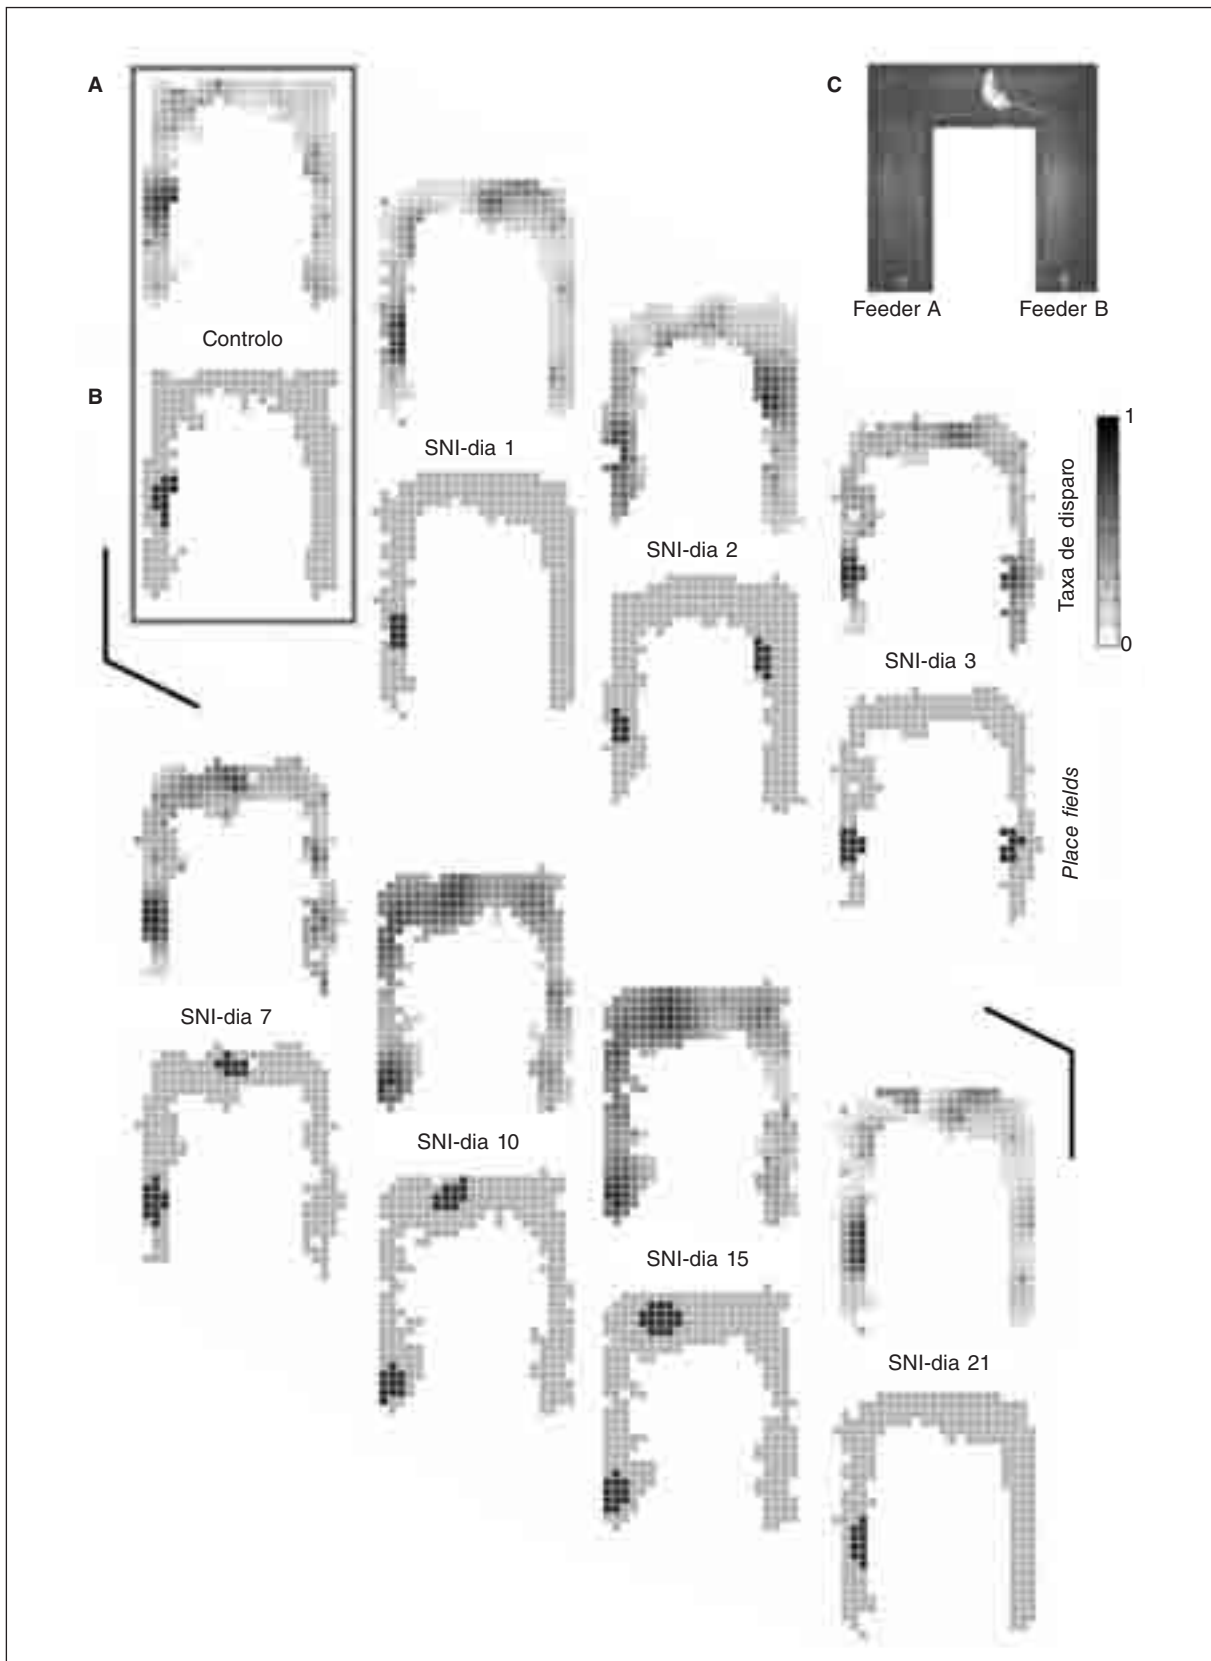 A
C
Feeder A Feeder B
Controlo
B
SNI-dia 1
SNI-dia 2
SNI-dia 3
1
Taxa de disparo
0
Place fields
SNI-dia 7
SNI-dia 10
SNI-dia 15
SNI-dia 21